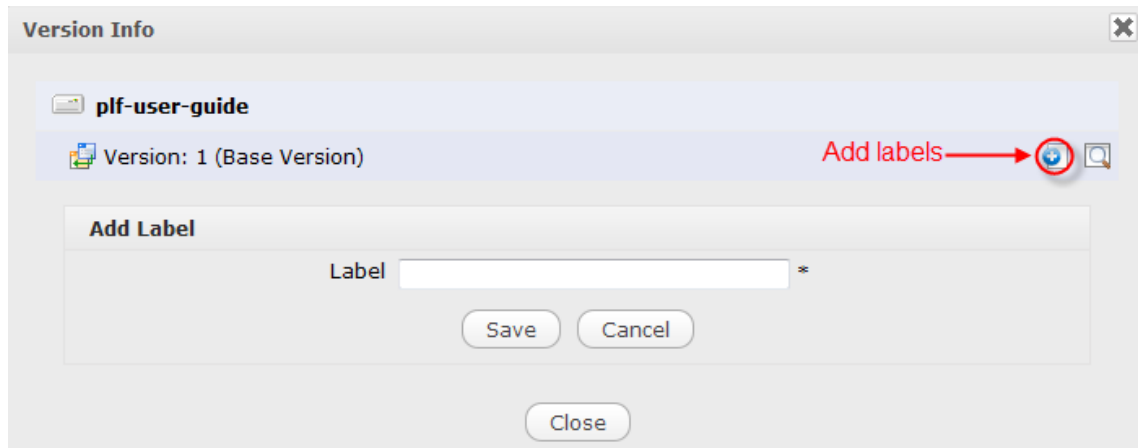 Version Info
plf-user-guide
Version: 1 (Base Version)
Add labels
Add Label
Label *
Save Cancel
Close